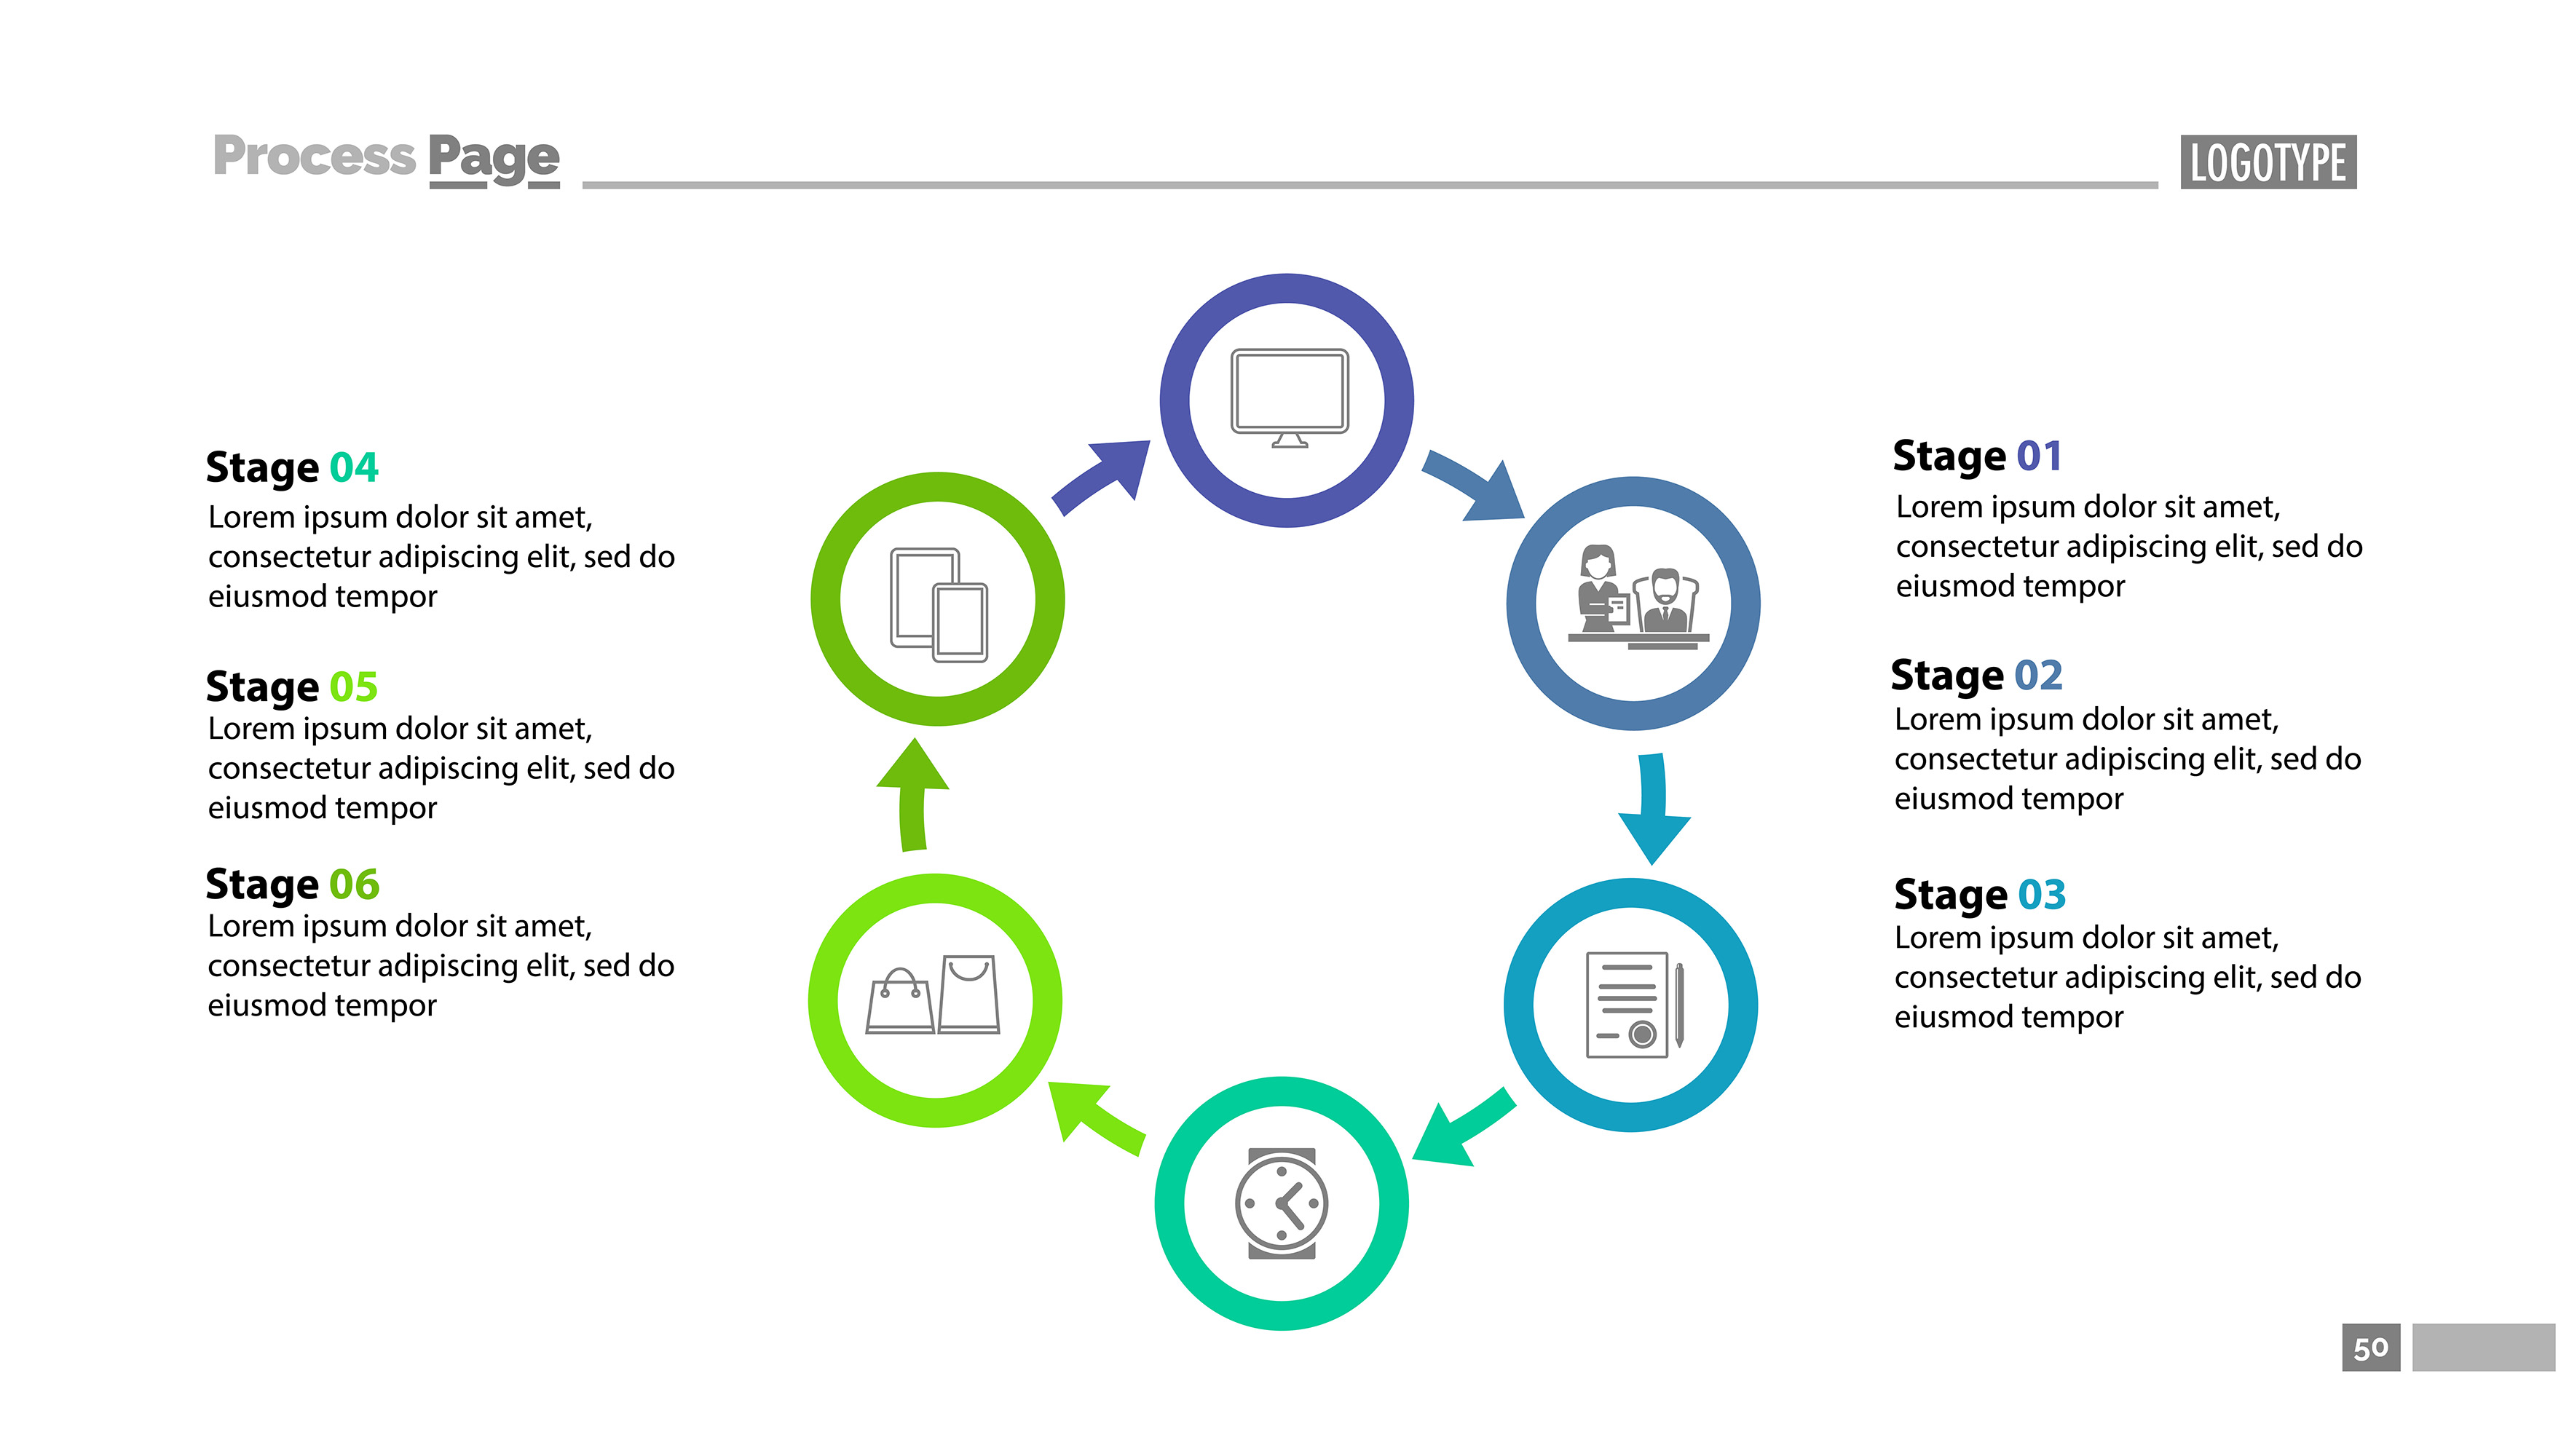 Process Page
LOGOTYPE
Stage 04
Lorem ipsum dolor sit amet,
consectetur adipiscing elit, sed do
eiusmod tempor
Stage 05
Lorem ipsum dolor sit amet,
consectetur adipiscing elit, sed do
eiusmod tempor
Stage 06
Lorem ipsum dolor sit amet,
consectetur adipiscing elit, sed do
eiusmod tempor
Stage 01
Lorem ipsum dolor sit amet,
consectetur adipiscing elit, sed do
eiusmod tempor
Stage 02
Lorem ipsum dolor sit amet,
consectetur adipiscing elit, sed do
eiusmod tempor
Stage 03
Lorem ipsum dolor sit amet,
consectetur adipiscing elit, sed do
eiusmod tempor
50